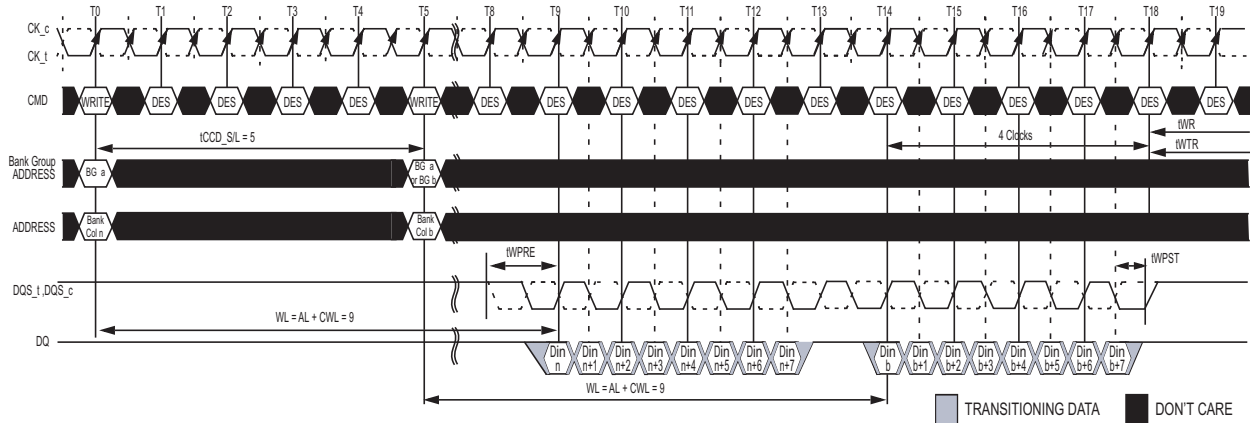 T0 T1 T2 T3 T4 T5 T8 T9 T10 T11 T12 T13 T14 T15 T16 T17 T18 T19
CK_c
CK_t
CMD WRITE DES DES DES DES WRITE DES DES DES DES DES DES DES DES DES DES DES DES
tCCD_S/L = 5 4 Clocks tWR
tWTR
Bank Group
ADDRESS
BG a
BG a
or BG b
ADDRESS
Bank
Col n
Bank
Col b
tWPRE tWPST
DQS_t ,DQS_c
WL = AL + CWL = 9
DQ
Din
n
Din
n+1
Din
n+2
Din
n+3
Din
n+4
Din
n+5
Din
n+6
Din
n+7
Din
b
Din
b+1
Din
b+2
Din
b+3
Din
b+4
Din
b+5
Din
b+6
Din
b+7
WL = AL + CWL = 9
TRANSITIONING DATA DON'T CARE